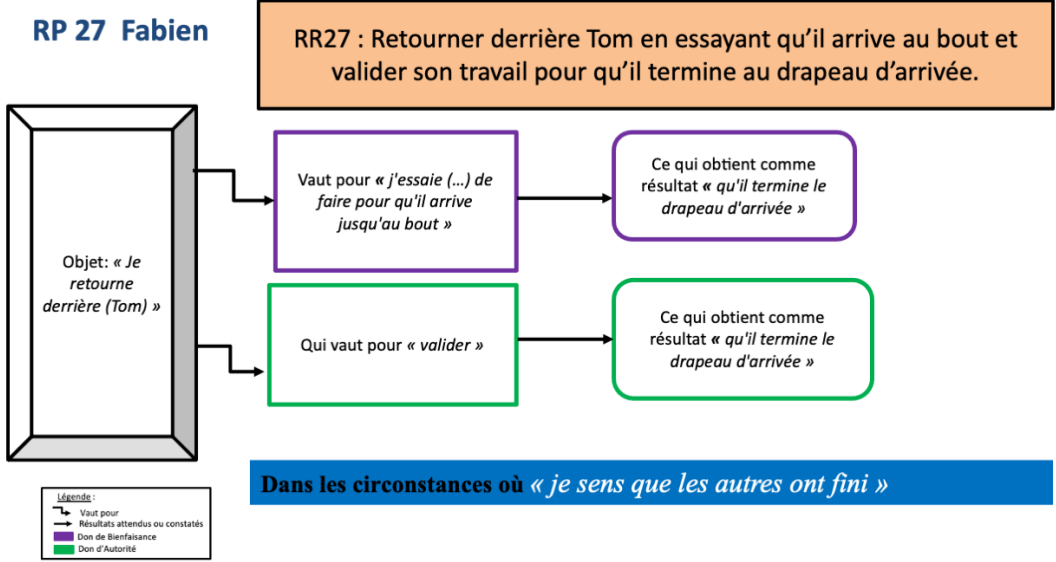 RP 27 Fabien
RR27 : Retourner derrière Tom en essayant qu’il arrive au bout et
valider son travail pour qu’il termine au drapeau d’arrivée.
Objet: « Je
retourne
derrière (Tom) »
Vaut pour « j'essaie (...) de
faire pour qu'il arrive
jusqu'au bout »
Ce qui obtient comme
résultat « qu'il termine le
drapeau d'arrivée »
Qui vaut pour « valider »
Ce qui obtient comme
résultat « qu'il termine le
drapeau d'arrivée »
Dans les circonstances où « je sens que les autres ont fini »
Légende :
Vaut pour
Résultats attendus ou constatés
Don de Bienfaisance
Don d'Autorité